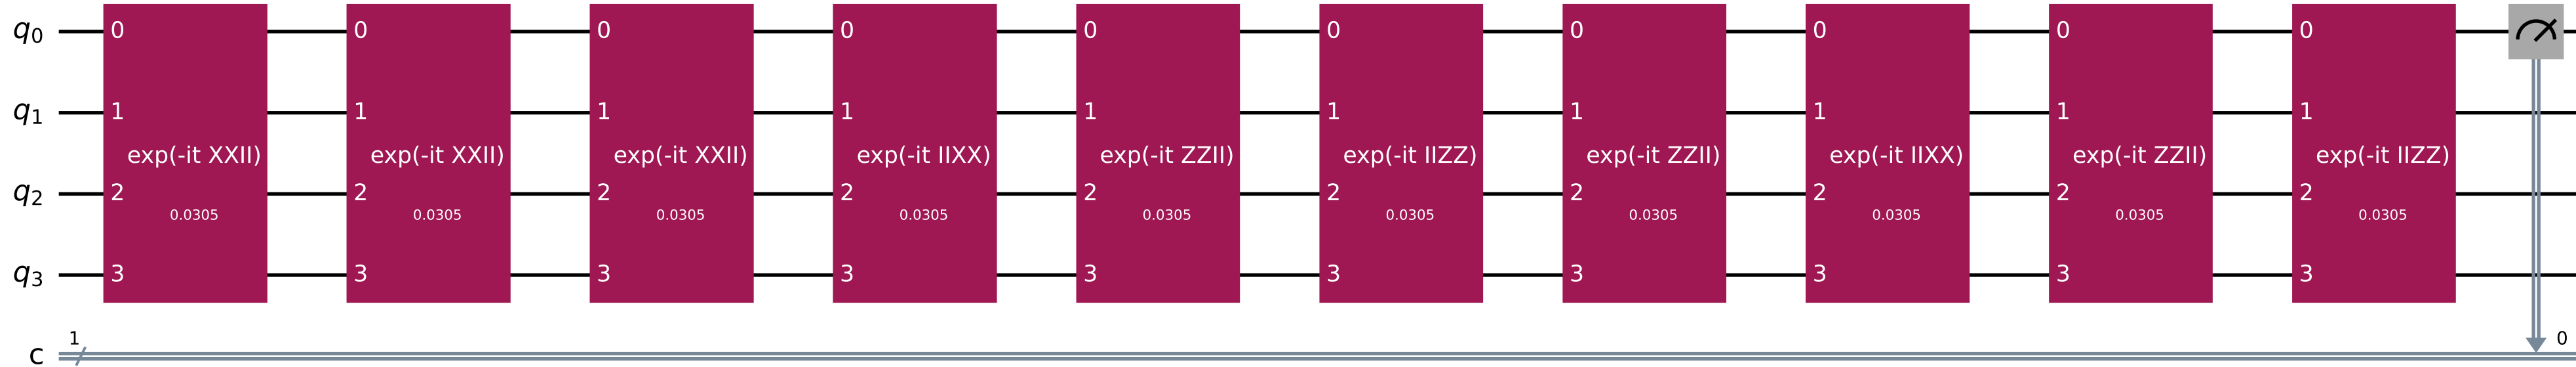 q0 0 0 0 0 0 0 0 0 0 0
q1 1 1 1 1 1 1 1 1 1 1
exp(-it XXII) exp(-it XXII) exp(-it XXII) exp(-it IIXX) exp(-it ZZII) exp(-it IIZZ) exp(-it ZZII) exp(-it IIXX) exp(-it ZZII) exp(-it IIZZ)
q2 2 2 2 2 2 2 2 2 2 2
0.0305 0.0305 0.0305 0.0305 0.0305 0.0305 0.0305 0.0305 0.0305 0.0305
q3 3 3 3 3 3 3 3 3 3 3
1 0
c